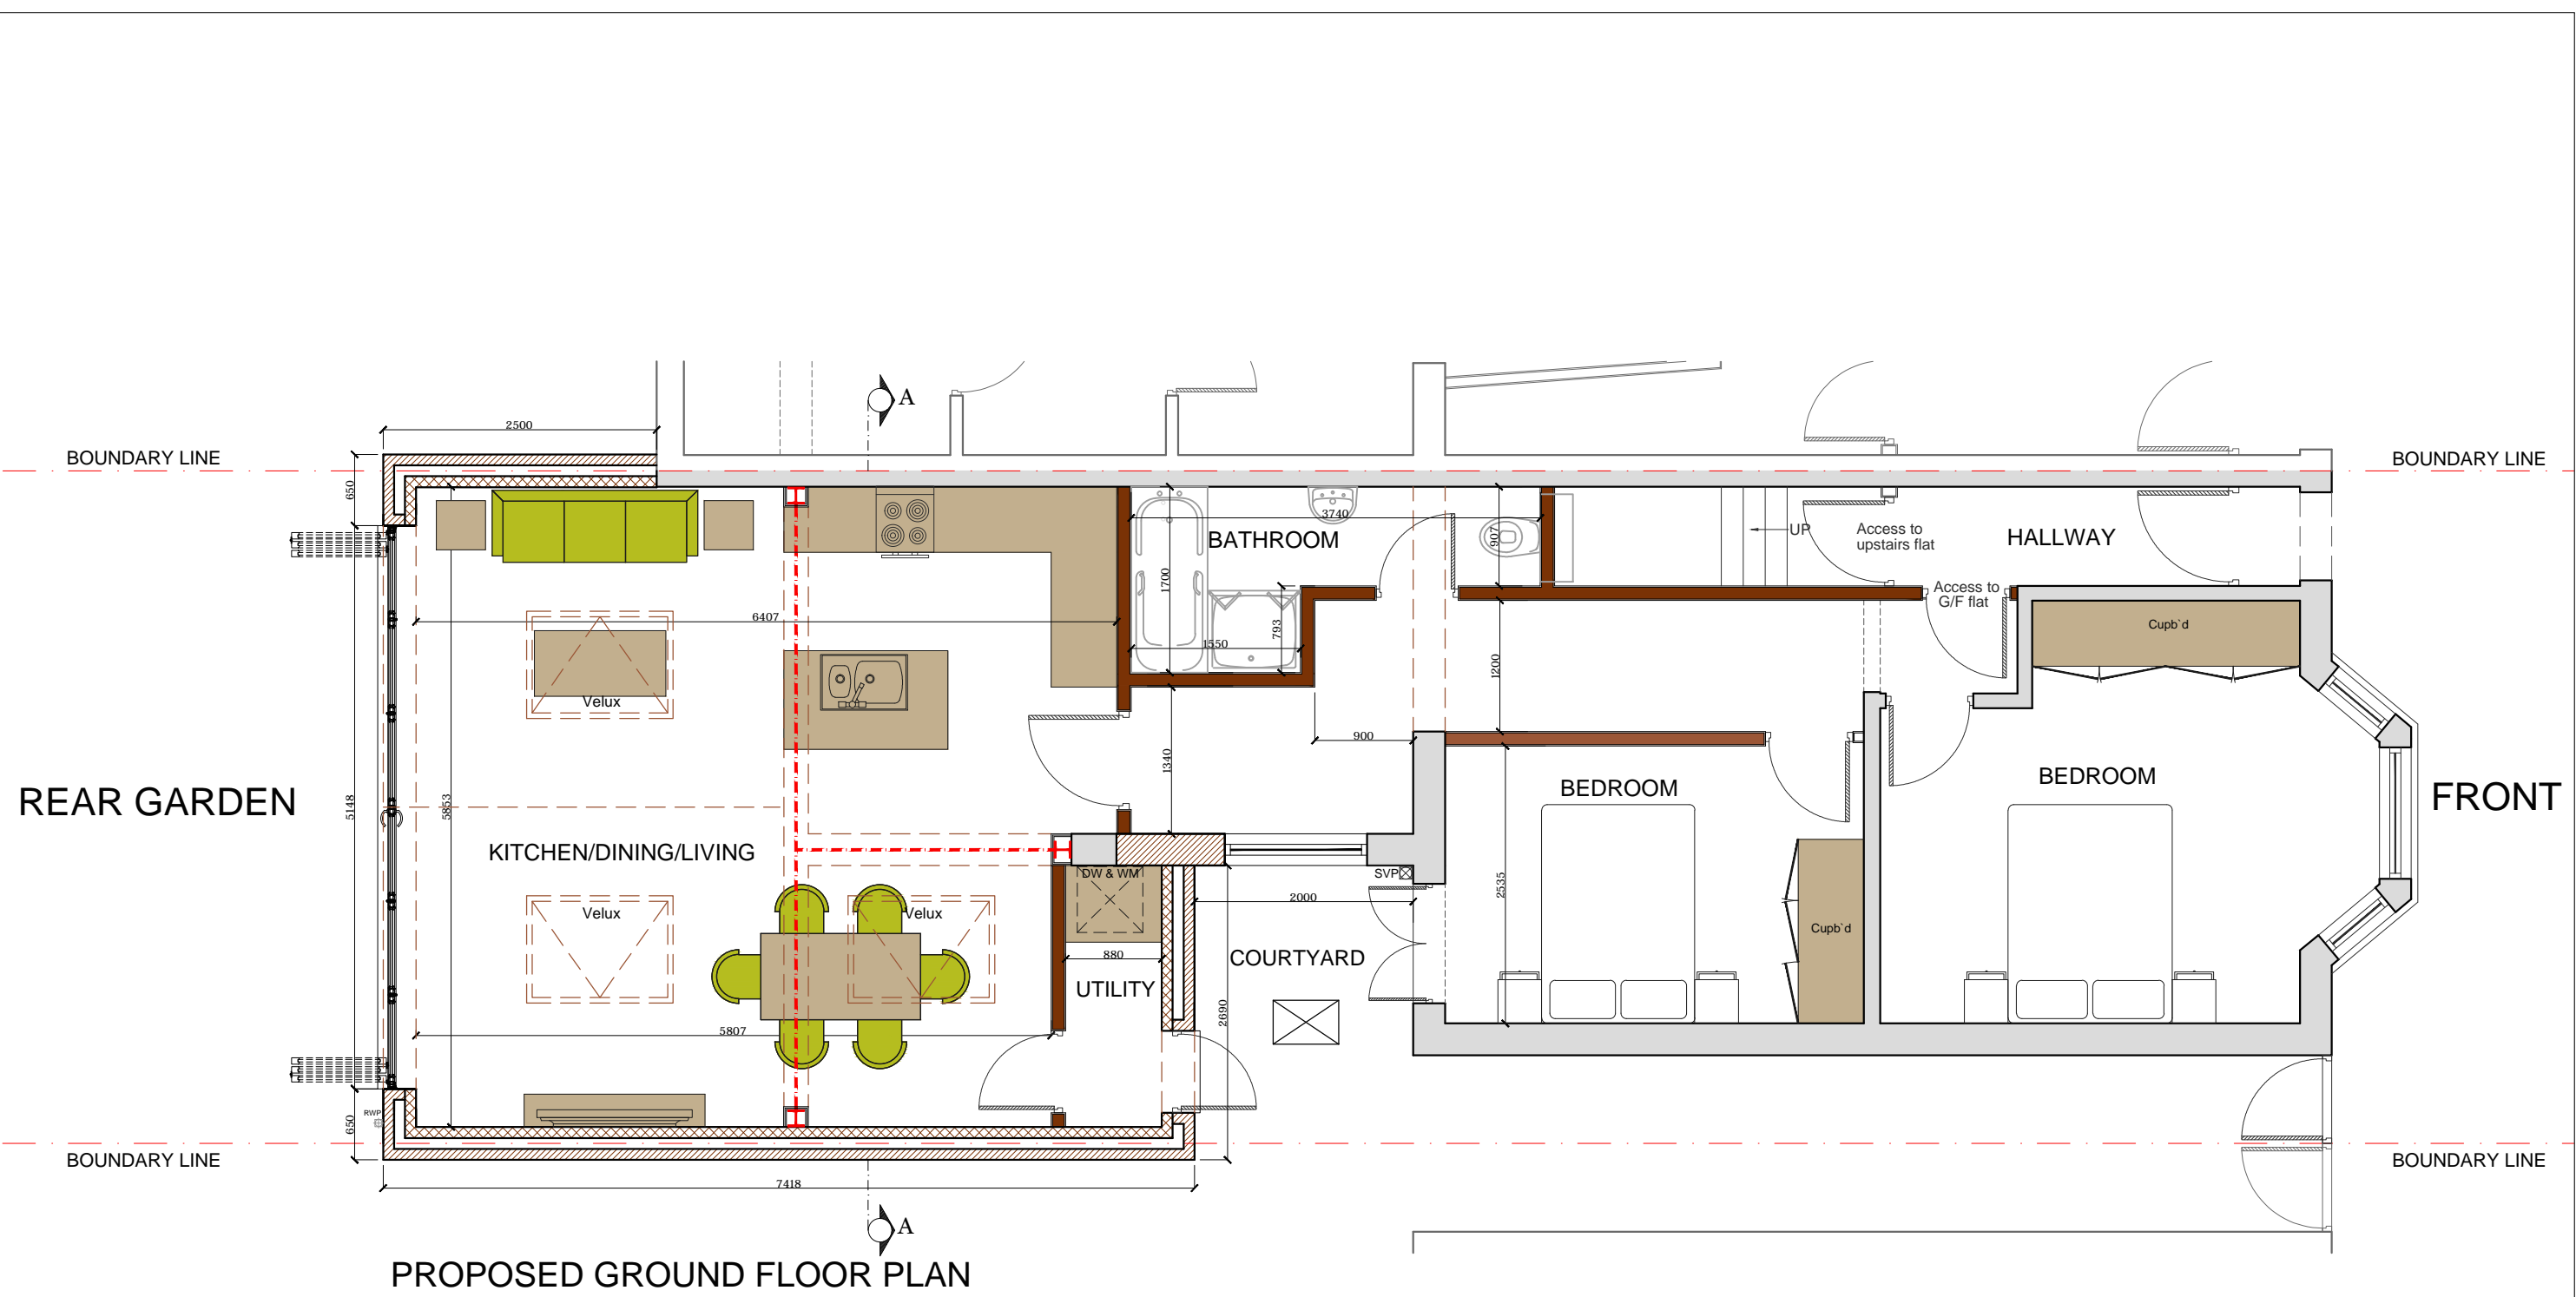 A
2500
BOUNDARY LINE
BOUNDARY LINE
650
3740
907
BATHROOM
UP
Access to
upstairs flat
HALLWAY
1700
Access to
G/F flat
6407
793
1550
Cupb`d
1200
Velux
900
1340
BEDROOM
BEDROOM
REAR GARDEN
5148
5853
FRONT
KITCHEN/DINING/LIVING
DW & WM
SVP
2535
2000
Velux
Velux
Cupb`d
880
COURTYARD
UTILITY
2690
5807
RWP
650
BOUNDARY LINE
BOUNDARY LINE
7418
A
PROPOSED GROUND FLOOR PLAN